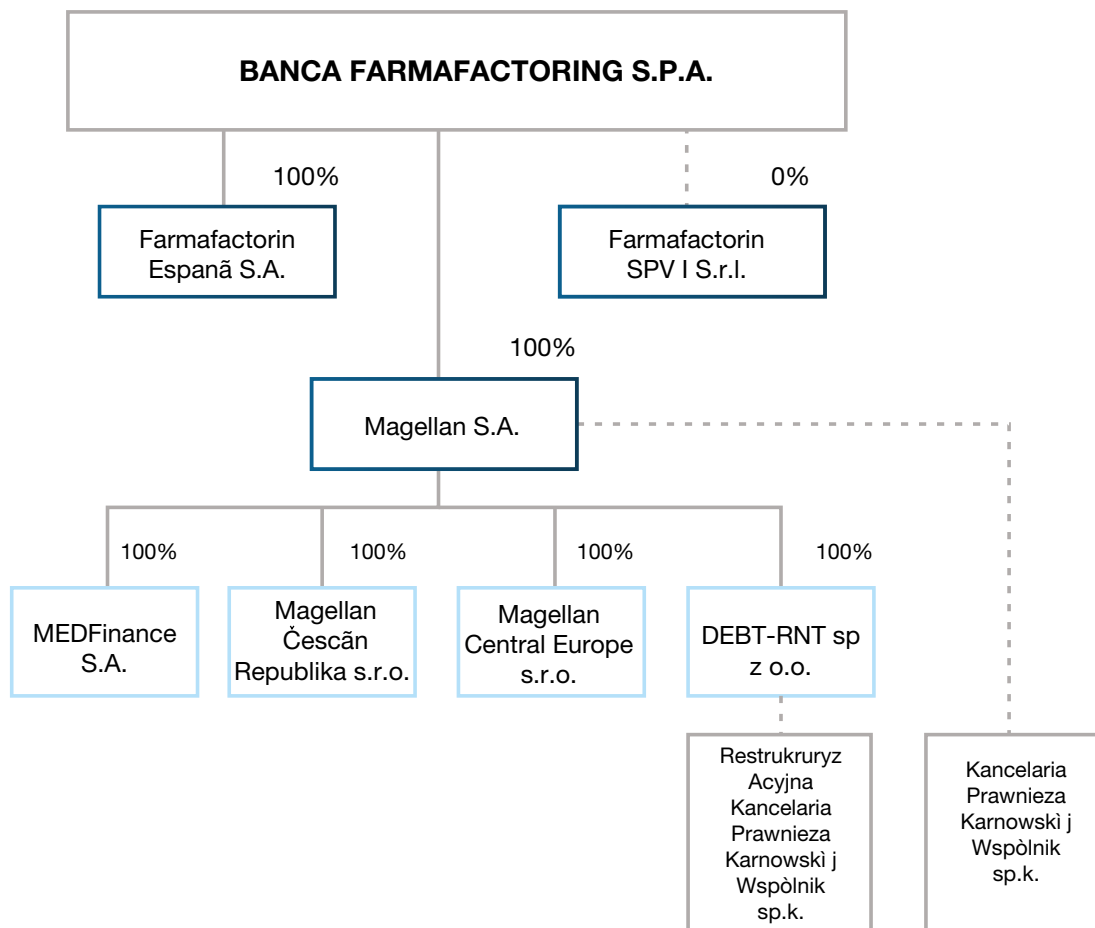 BANCA FARMAFACTORING S.P.A.
100%
0%
Farmafactorin
Espanã S.A.
Farmafactorin
SPV I S.r.l.
100%
Magellan S.A.
100%
100%
100%
100%
MEDFinance
S.A.
Magellan
Českãn
Republika s.r.o.
Magellan
Central Europe
s.r.o.
DEBT-RNT sp
z o.o.
Restrukruryz
Acyjna
Kancelaria
Prawnieza
Karnowskì j
Wspòlnik
sp.k.
Kancelaria
Prawnieza
Karnowskì j
Wspòlnik
sp.k.